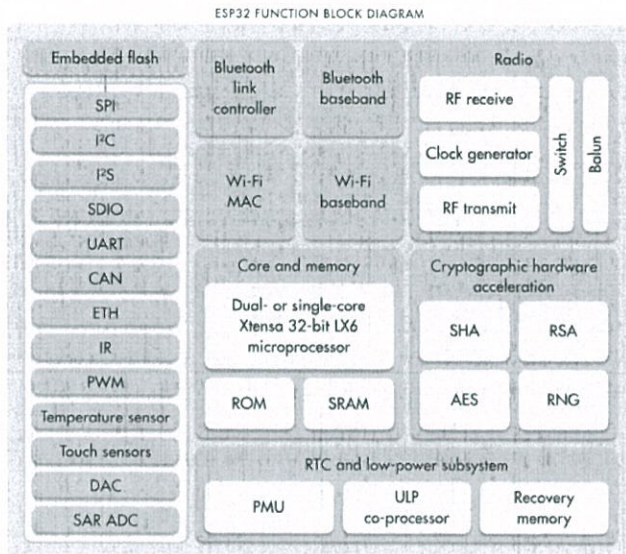 ESP32 FUNCTION BLOCK DIAGRAM
Embedded flash
SPI
I²C
I²S
SDIO
UART
CAN
ETH
IR
PWM
Temperature sensor
Touch sensors
DAC
SAR ADC
Bluetooth
link
controller
Bluetooth
baseband
Wi-Fi
MAC
Wi-Fi
baseband
Radio
RF receive
Clock generator
RF transmit
Switch
Balun
Core and memory
Dual- or single-core
Xtensa 32-bit LX6
microprocessor
ROM
SRAM
Cryptographic hardware
acceleration
SHA
RSA
AES
RNG
RTC and low-power subsystem
PMU
ULP
co-processor
Recovery
memory